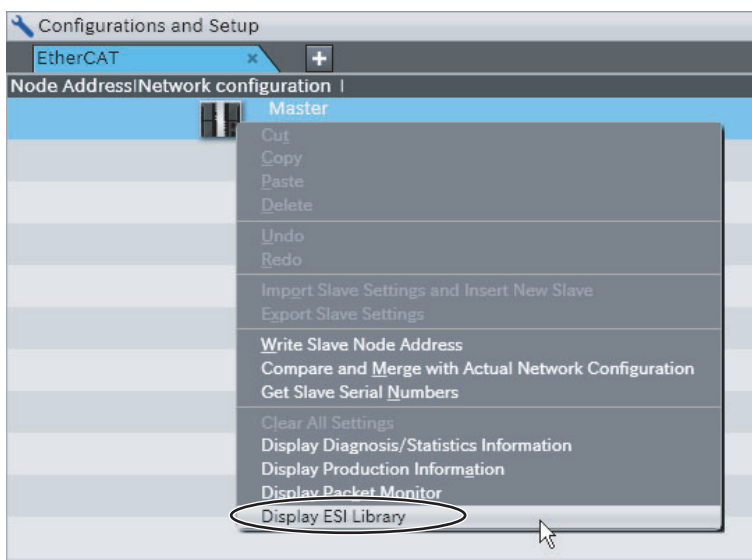 Configurations and Setup
EtherCAT × +
Node Address|Network configuration |
Master
Cut
Copy
Paste
Delete
Undo
Redo
Import Slave Settings and Insert New Slave
Export Slave Settings
Write Slave Node Address
Compare and Merge with Actual Network Configuration
Get Slave Serial Numbers
Clear All Settings
Display Diagnosis/Statistics Information
Display Production Information
Display Packet Monitor
Display ESI Library